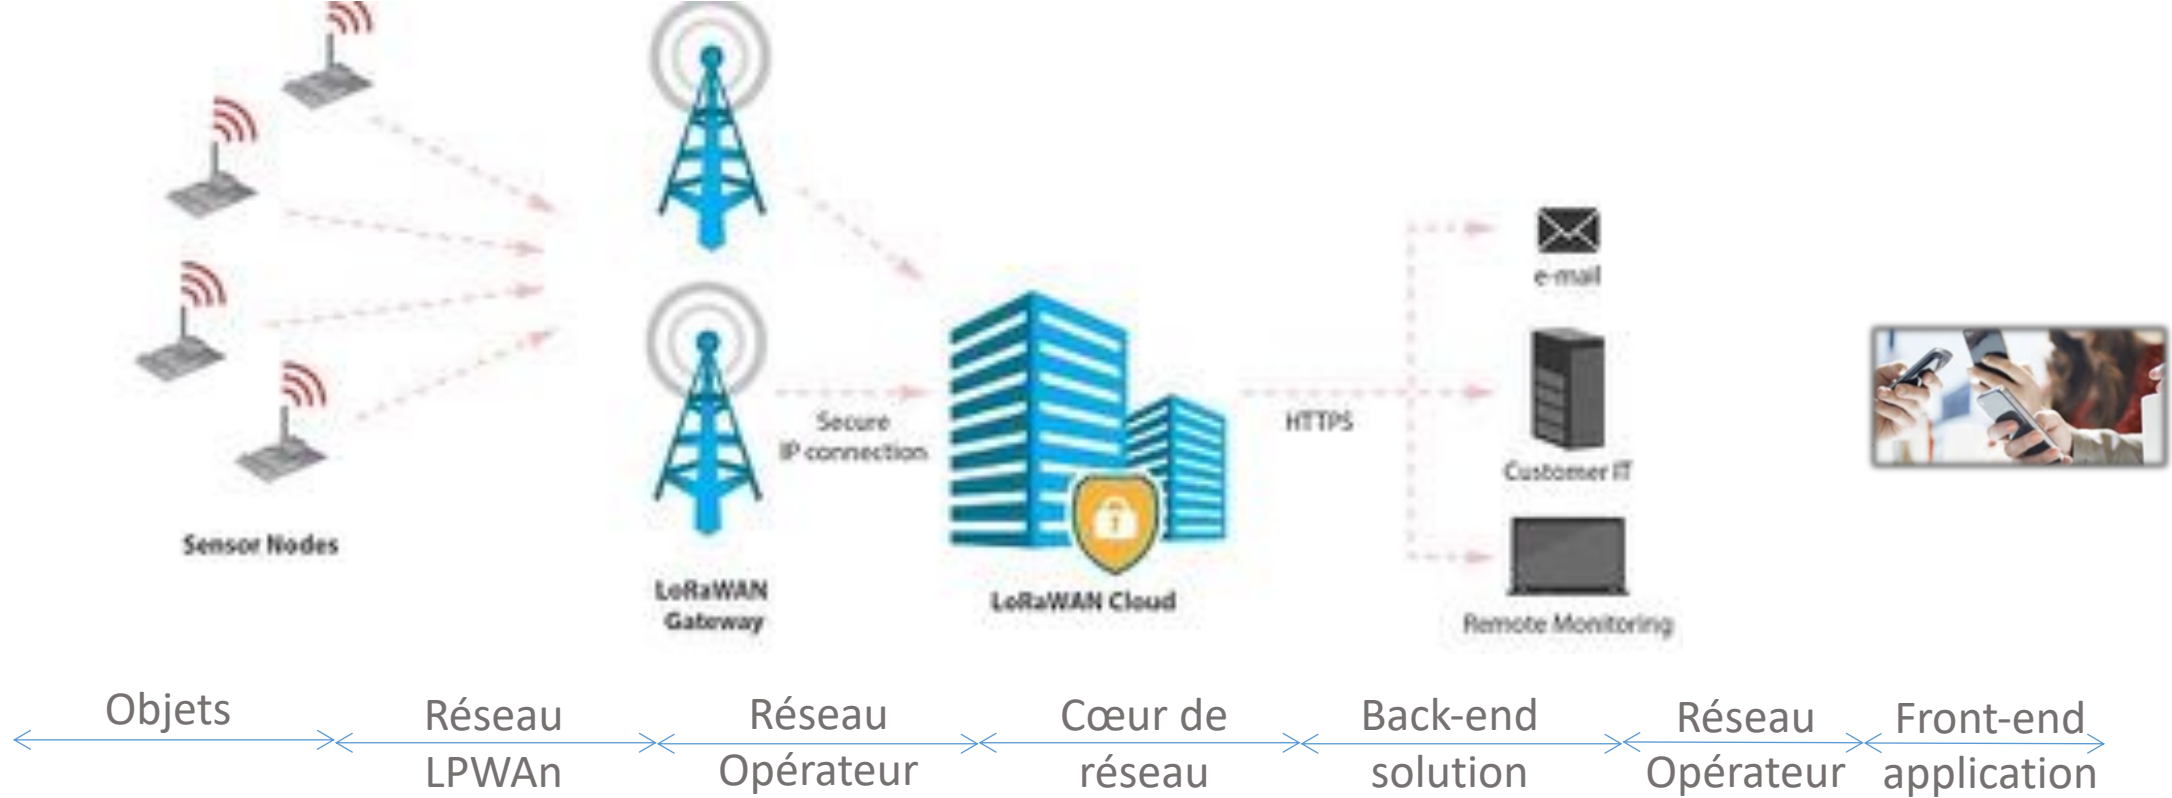 e-mail
Secure
IP connection
HTTPS
Customer IT
Sensor Nodes
LoRaWAN
Gateway
LoRaWAN Cloud
Remote Monitoring
Objets
Réseau
LPWAn
Réseau
Opérateur
Cœur de
réseau
Back-end
solution
Réseau
Opérateur
Front-end
application